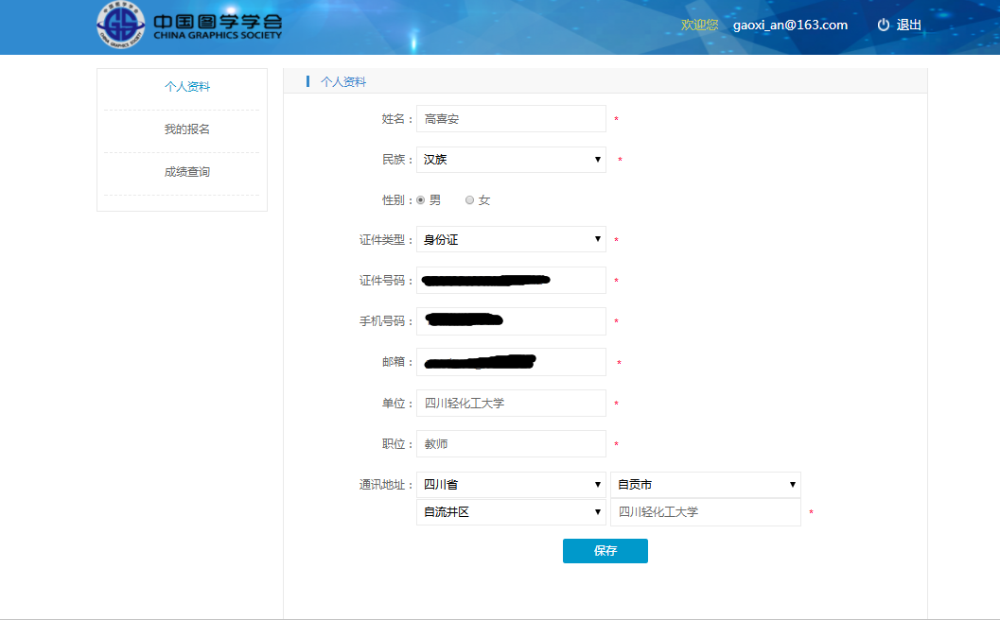 中国图学学会
CHINA GRAPHICS SOCIETY
欢迎您 gaoxi_an@163.com 退出
个人资料
我的报名
成绩查询
个人资料
姓名： 高喜安 *
民族： 汉族 *
性别： 男 女
证件类型： 身份证 *
证件号码： *
手机号码： *
邮箱： *
单位： 四川轻化工大学 *
职位： 教师 *
通讯地址： 四川省 自贡市
自流井区 四川轻化工大学 *
保存